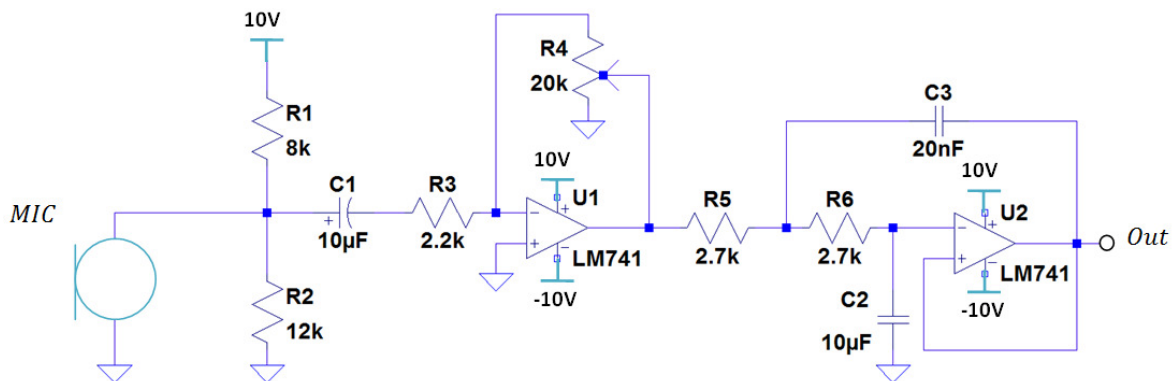 10V
R1
8k
MIC
R2
12k
C1
+
10µF
R3
2.2k
R4
20k
10V
U1
+
−
+
−
LM741
-10V
R5
2.7k
R6
2.7k
C3
20nF
C2
10µF
10V
U2
+
−
+
−
LM741
-10V
Out